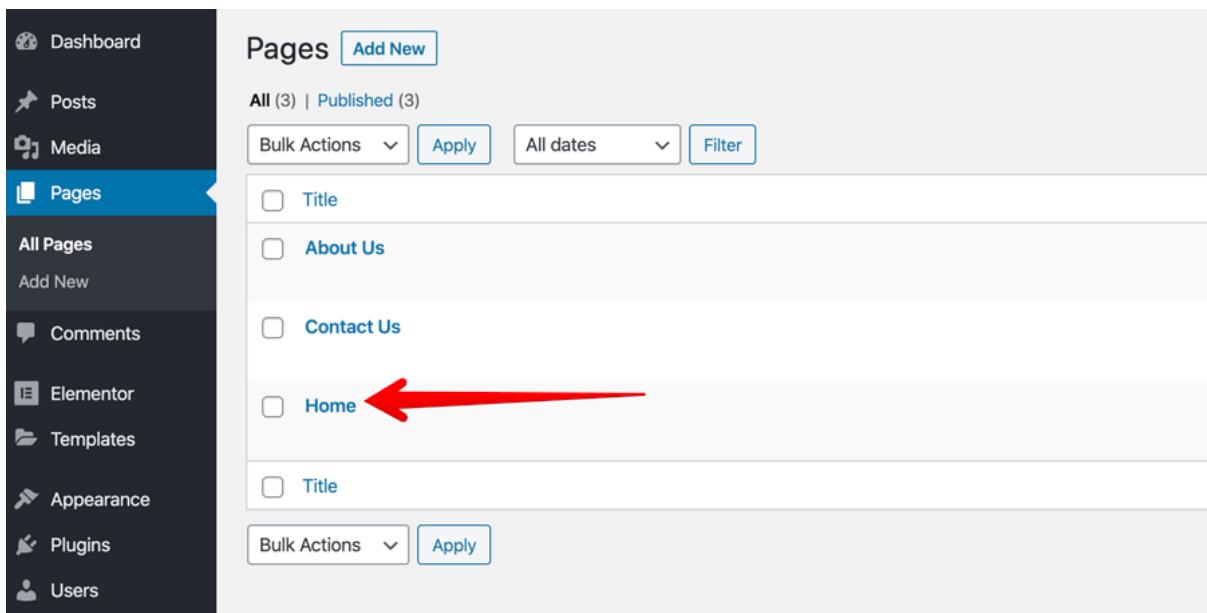 Dashboard
Posts
Media
Pages
All Pages
Add New
Comments
Elementor
Templates
Appearance
Plugins
Users
Pages Add New
All (3) | Published (3)
Bulk Actions Apply All dates Filter
Title
About Us
Contact Us
Home
Title
Bulk Actions Apply